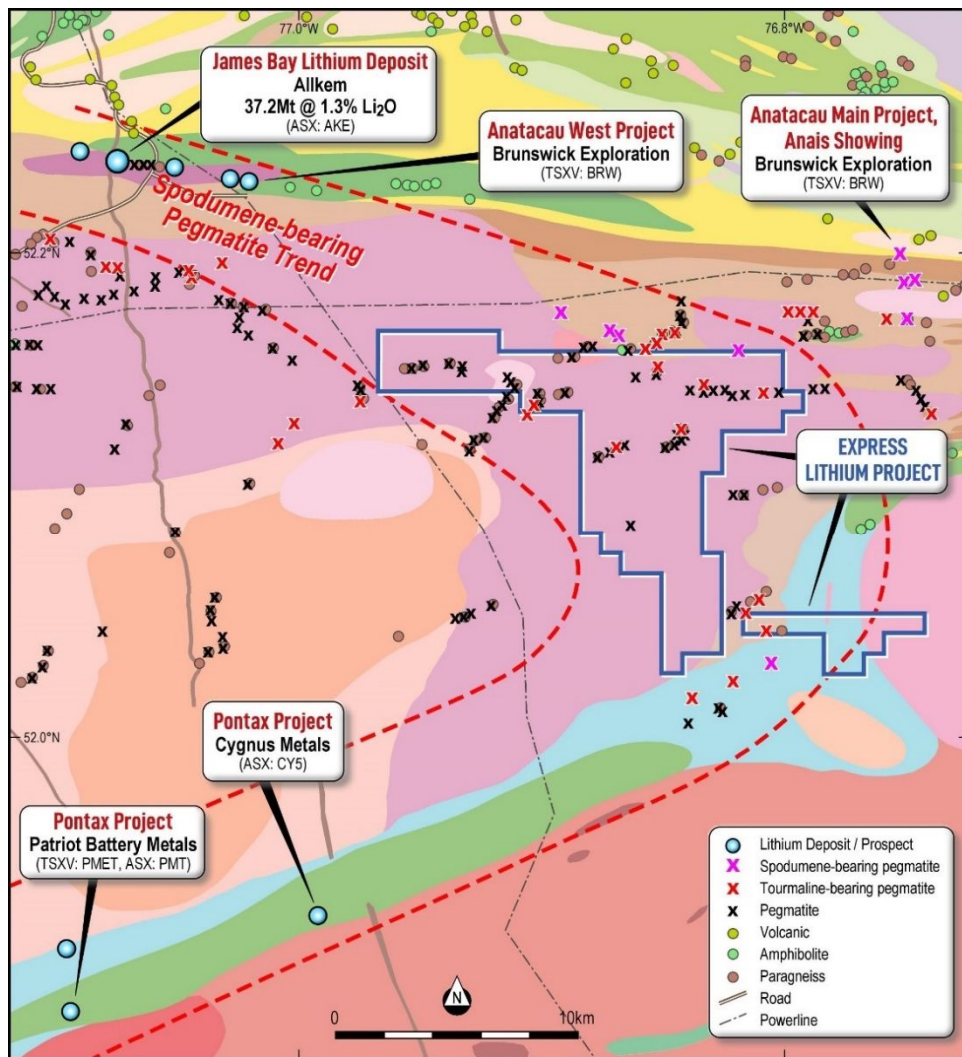 77.0°W
76.8°W
James Bay Lithium Deposit
Allkem
37.2Mt @ 1.3% Li₂O
(ASX: AKE)
Anatacau West Project
Brunswick Exploration
(TSXV: BRW)
Anatacau Main Project,
Anais Showing
Brunswick Exploration
(TSXV: BRW)
Spodumene-bearing
Pegmatite Trend
52.2°N
EXPRESS
LITHIUM PROJECT
52.0°N
Pontax Project
Cygnus Metals
(ASX: CY5)
Pontax Project
Patriot Battery Metals
(TSXV: PMET, ASX: PMT)
Lithium Deposit / Prospect
X Spodumene-bearing pegmatite
x Tourmaline-bearing pegmatite
x Pegmatite
Volcanic
Amphibolite
Paragneiss
Road
Powerline
N
0 10km